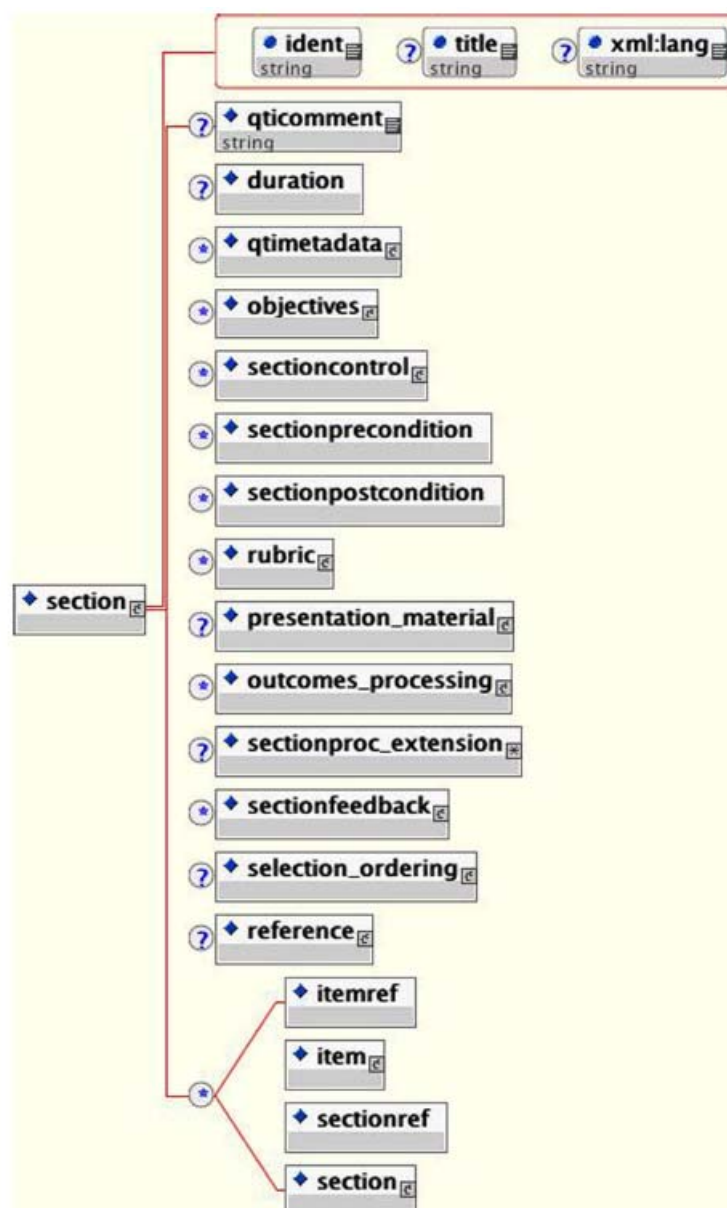 ident title xml:lang
string string string
? ?
? qticomment
string
? duration
* qtimetadata
* objectives
* sectioncontrol
* sectionprecondition
* sectionpostcondition
* rubric
section
? presentation_material
* outcomes_processing
? sectionproc_extension
* sectionfeedback
? selection_ordering
? reference
itemref
item
*
sectionref
section